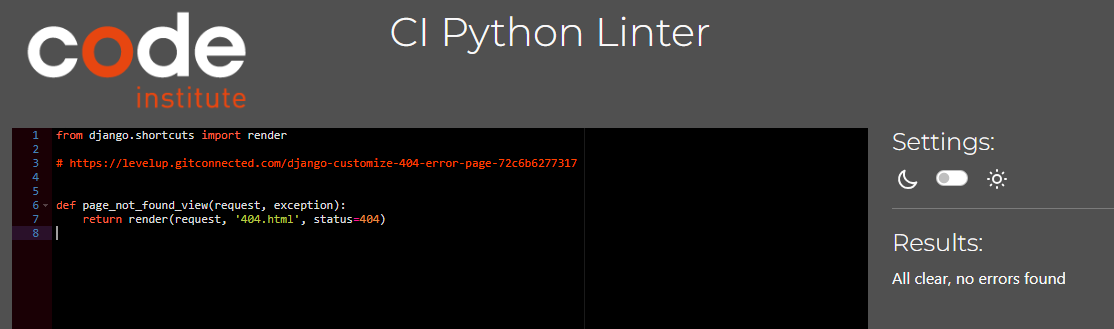 code
institute
CI Python Linter
1 from django.shortcuts import render
2
3 # https://levelup.gitconnected.com/django-customize-404-error-page-72c6b6277317
4
5
6 def page_not_found_view(request, exception):
7     return render(request, '404.html', status=404)
8
Settings:
Results:
All clear, no errors found